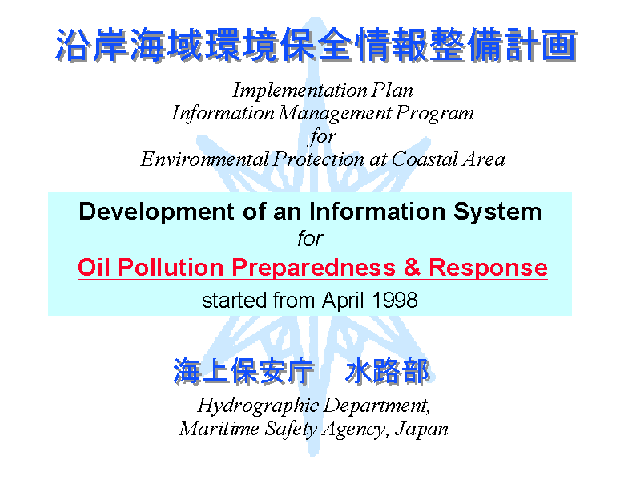 沿岸海域環境保全情報整備計画
Implementation Plan
Information Management Program
for
Environmental Protection at Coastal Area
Development of an Information System
for
Oil Pollution Preparedness & Response
started from April 1998
海上保安庁　水路部
Hydrographic Department,
Maritime Safety Agency, Japan